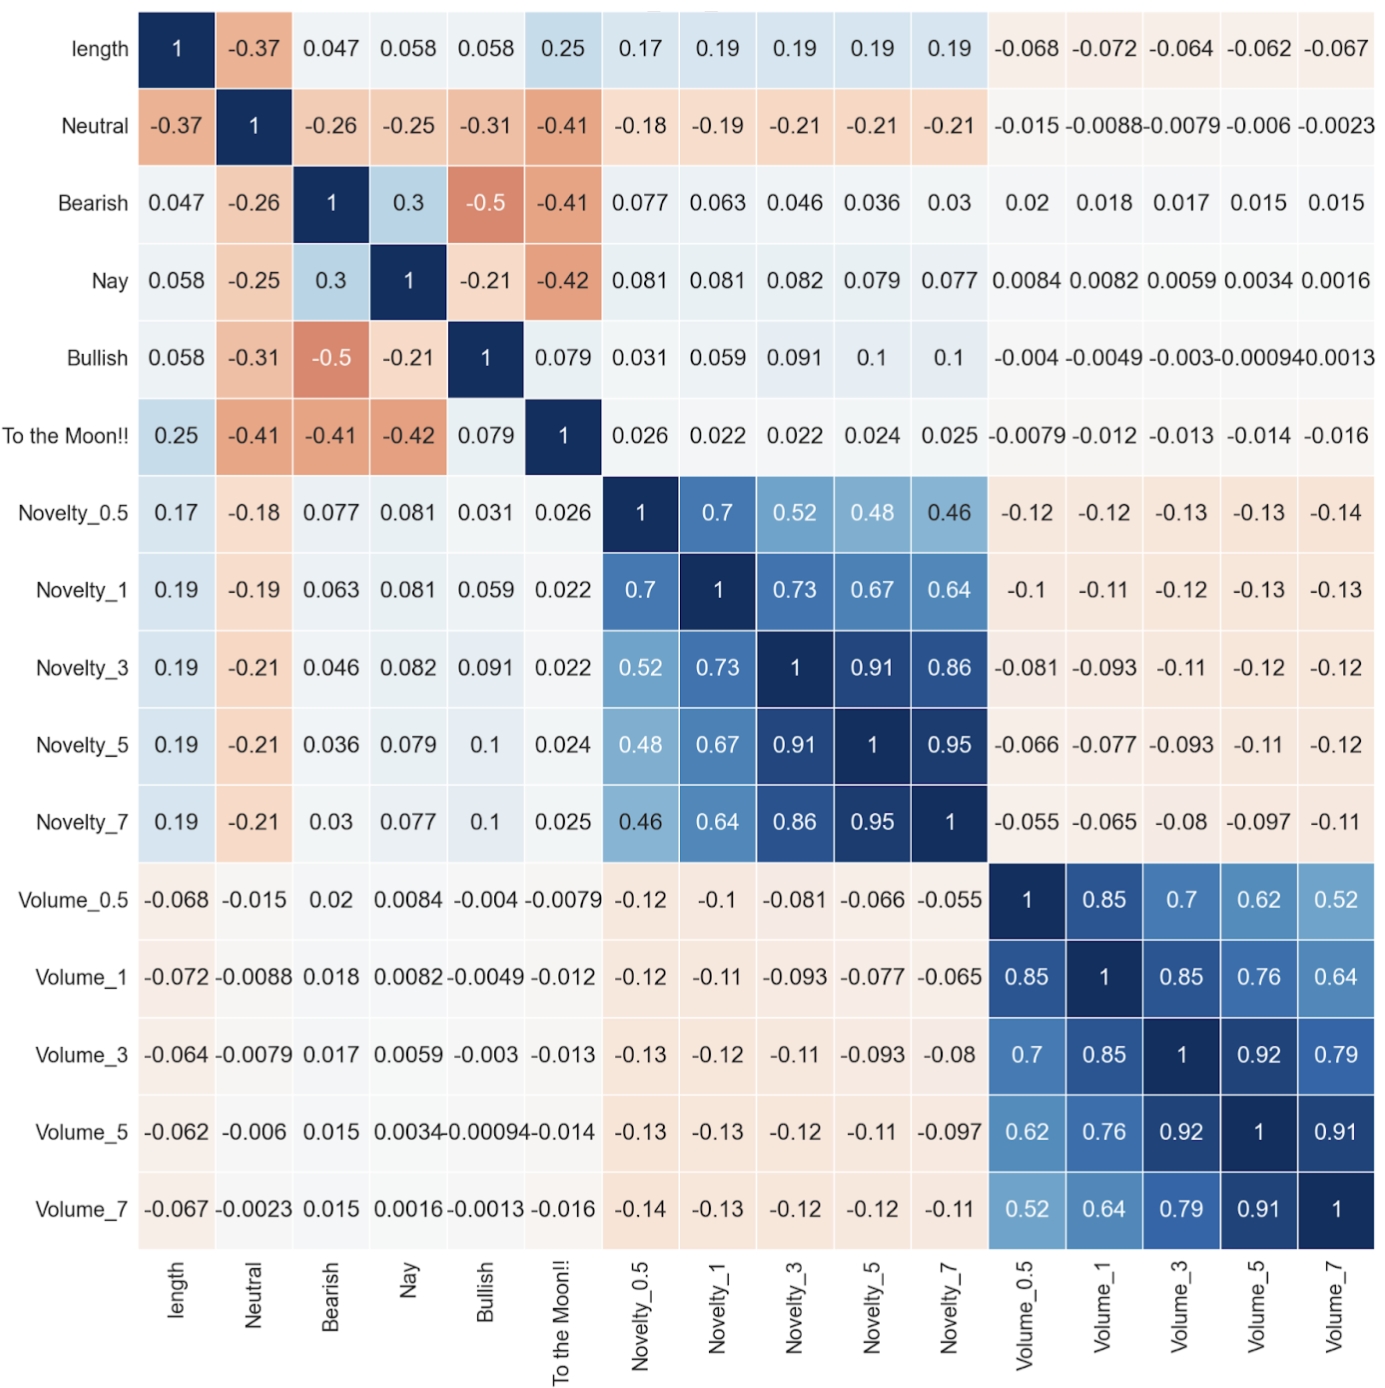 length 1 -0.37 0.047 0.058 0.058 0.25 0.17 0.19 0.19 0.19 0.19 -0.068 -0.072 -0.064 -0.062 -0.067
Neutral -0.37 1 -0.26 -0.25 -0.31 -0.41 -0.18 -0.19 -0.21 -0.21 -0.21 -0.015 -0.0088 -0.0079 -0.006 -0.0023
Bearish 0.047 -0.26 1 0.3 -0.5 -0.41 0.077 0.063 0.046 0.036 0.03 0.02 0.018 0.017 0.015 0.015
Nay 0.058 -0.25 0.3 1 -0.21 -0.42 0.081 0.081 0.082 0.079 0.077 0.0084 0.0082 0.0059 0.0034 0.0016
Bullish 0.058 -0.31 -0.5 -0.21 1 0.079 0.031 0.059 0.091 0.1 0.1 -0.004 -0.0049 -0.003 -0.00094 -0.0013
To the Moon!! 0.25 -0.41 -0.41 -0.42 0.079 1 0.026 0.022 0.022 0.024 0.025 -0.0079 -0.012 -0.013 -0.014 -0.016
Novelty_0.5 0.17 -0.18 0.077 0.081 0.031 0.026 1 0.7 0.52 0.48 0.46 -0.12 -0.12 -0.13 -0.13 -0.14
Novelty_1 0.19 -0.19 0.063 0.081 0.059 0.022 0.7 1 0.73 0.67 0.64 -0.1 -0.11 -0.12 -0.13 -0.13
Novelty_3 0.19 -0.21 0.046 0.082 0.091 0.022 0.52 0.73 1 0.91 0.86 -0.081 -0.093 -0.11 -0.12 -0.12
Novelty_5 0.19 -0.21 0.036 0.079 0.1 0.024 0.48 0.67 0.91 1 0.95 -0.066 -0.077 -0.093 -0.11 -0.12
Novelty_7 0.19 -0.21 0.03 0.077 0.1 0.025 0.46 0.64 0.86 0.95 1 -0.055 -0.065 -0.08 -0.097 -0.11
Volume_0.5 -0.068 -0.015 0.02 0.0084 -0.004 -0.0079 -0.12 -0.1 -0.081 -0.066 -0.055 1 0.85 0.7 0.62 0.52
Volume_1 -0.072 -0.0088 0.018 0.0082 -0.0049 -0.012 -0.12 -0.11 -0.093 -0.077 -0.065 0.85 1 0.85 0.76 0.64
Volume_3 -0.064 -0.0079 0.017 0.0059 -0.003 -0.013 -0.13 -0.12 -0.11 -0.093 -0.08 0.7 0.85 1 0.92 0.79
Volume_5 -0.062 -0.006 0.015 0.0034 -0.00094 -0.014 -0.13 -0.13 -0.12 -0.11 -0.097 0.62 0.76 0.92 1 0.91
Volume_7 -0.067 -0.0023 0.015 0.0016 -0.0013 -0.016 -0.14 -0.13 -0.12 -0.12 -0.11 0.52 0.64 0.79 0.91 1
length Neutral Bearish Nay Bullish To the Moon!! Novelty_0.5 Novelty_1 Novelty_3 Novelty_5 Novelty_7 Volume_0.5 Volume_1 Volume_3 Volume_5 Volume_7